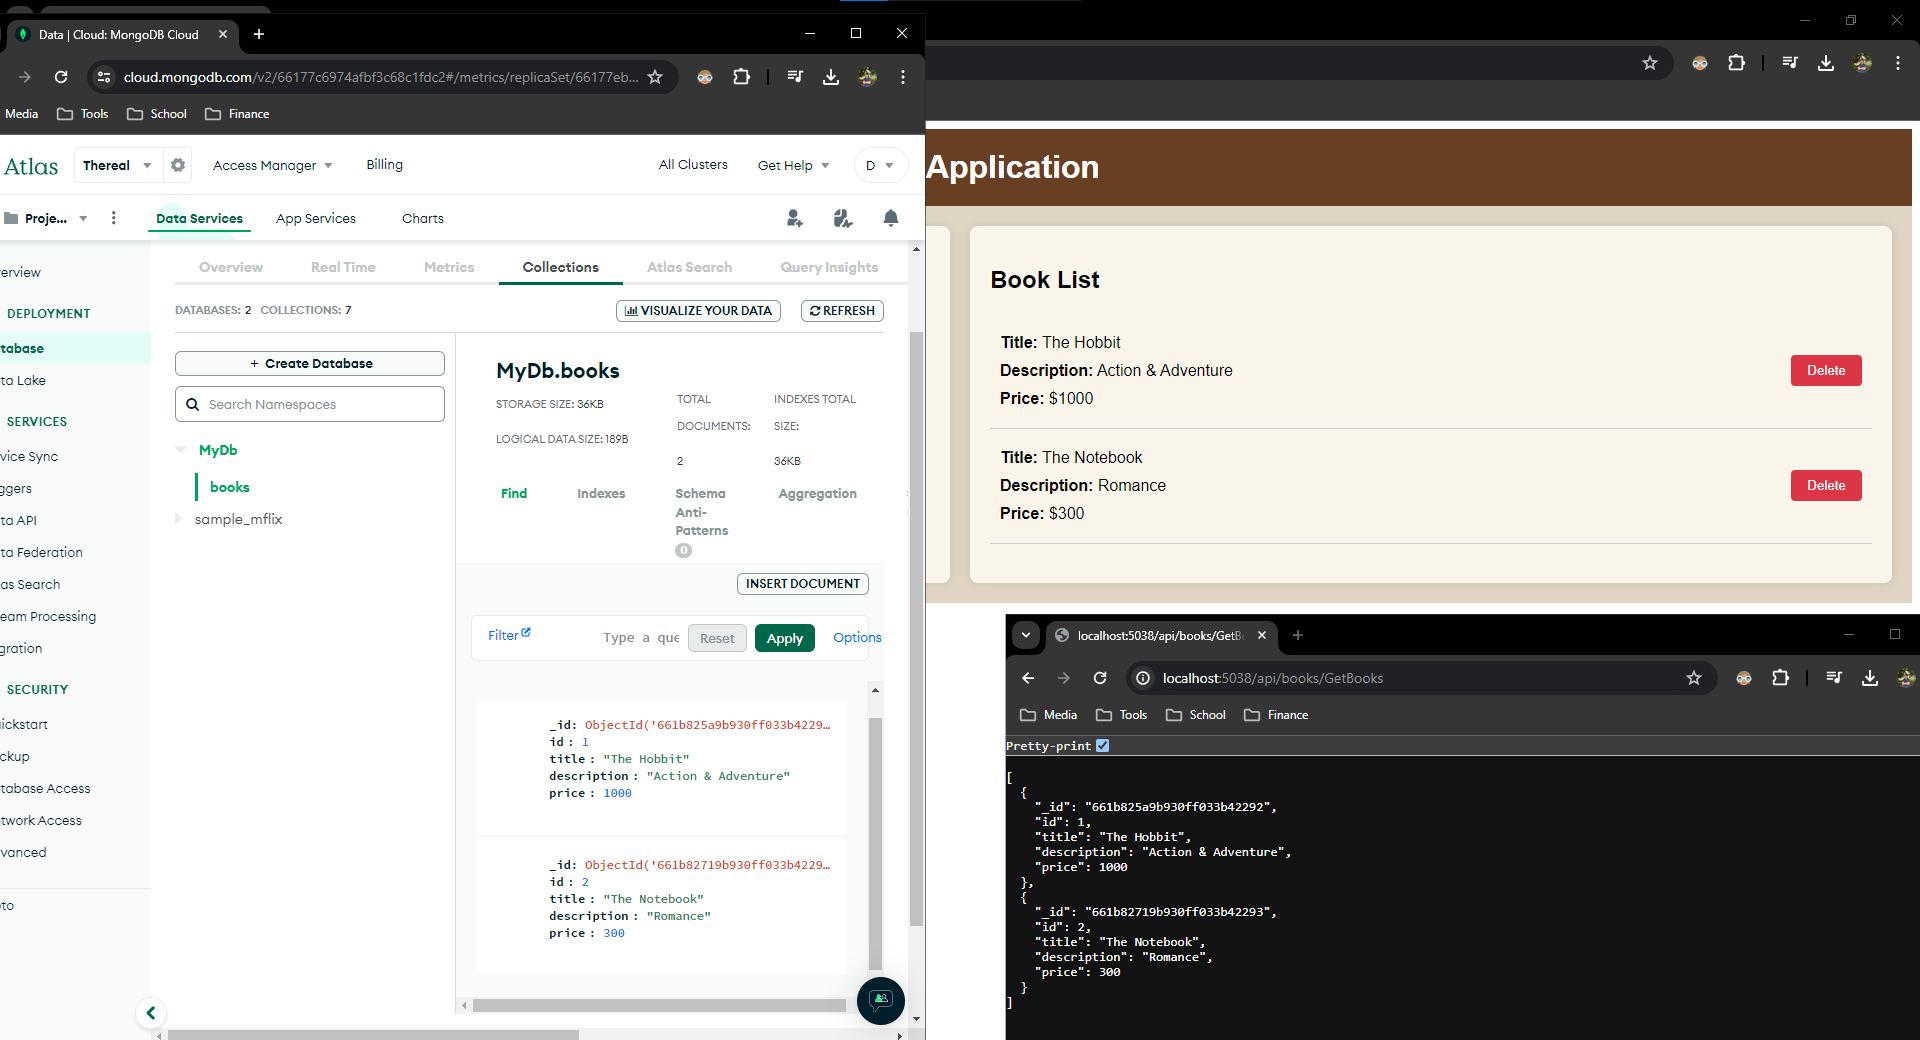 Data | Cloud: MongoDB Cloud
cloud.mongodb.com/v2/66177c6974afbf3c68c1fdc2#/metrics/replicaSet/66177eb...
Media Tools School Finance
Atlas Thereal Access Manager Billing All Clusters Get Help D
Proje... Data Services App Services Charts
erview
DEPLOYMENT
tabase
ta Lake
SERVICES
vice Sync
ggers
ta API
ta Federation
as Search
eam Processing
gration
SECURITY
ickstart
ckup
tabase Access
twork Access
vanced
to
Overview Real Time Metrics Collections Atlas Search Query Insights
DATABASES: 2 COLLECTIONS: 7
VISUALIZE YOUR DATA
REFRESH
+ Create Database
Search Namespaces
MyDb
books
sample_mflix
MyDb.books
STORAGE SIZE: 36KB
LOGICAL DATA SIZE: 189B
TOTAL
DOCUMENTS:
2
INDEXES TOTAL
SIZE:
36KB
Find
Indexes
Schema
Anti-
Patterns
0
Aggregation
INSERT DOCUMENT
Filter Type a que Reset Apply Options
_id: ObjectId('661b825a9b930ff033b4229...
id : 1
title : "The Hobbit"
description : "Action & Adventure"
price : 1000
_id: ObjectId('661b82719b930ff033b4229...
id : 2
title : "The Notebook"
description : "Romance"
price : 300
Application
Book List
Title: The Hobbit
Description: Action & Adventure
Price: $1000
Delete
Title: The Notebook
Description: Romance
Price: $300
Delete
localhost:5038/api/books/GetB
localhost:5038/api/books/GetBooks
Media Tools School Finance
Pretty-print
[
{
"_id": "661b825a9b930ff033b42292",
"id": 1,
"title": "The Hobbit",
"description": "Action & Adventure",
"price": 1000
},
{
"_id": "661b82719b930ff033b42293",
"id": 2,
"title": "The Notebook",
"description": "Romance",
"price": 300
}
]